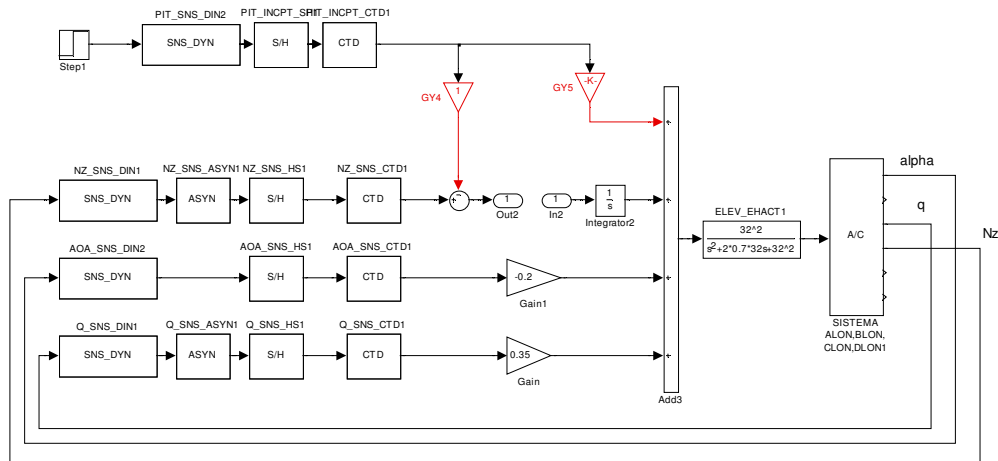 PIT_SNS_DIN2
PIT_INCPT_CTD1
SNS_DYN
S/H
CTD
Step1
GY4
1
GY5
-K-
NZ_SNS_DIN1
NZ_SNS_ASYN1
NZ_SNS_HS1
NZ_SNS_CTD1
SNS_DYN
ASYN
S/H
CTD
1
Out2
1
In2
1
s
Integrator2
ELEV_EHACT1
32^2
s^2+2*0.7*32s+32^2
A/C
alpha
q
Nz
SISTEMA
ALON,BLON,
CLON,DLON1
AOA_SNS_DIN2
AOA_SNS_HS1
AOA_SNS_CTD1
SNS_DYN
S/H
CTD
-0.2
Gain1
Q_SNS_DIN1
Q_SNS_ASYN1
Q_SNS_HS1
Q_SNS_CTD1
SNS_DYN
ASYN
S/H
CTD
0.35
Gain
Add3